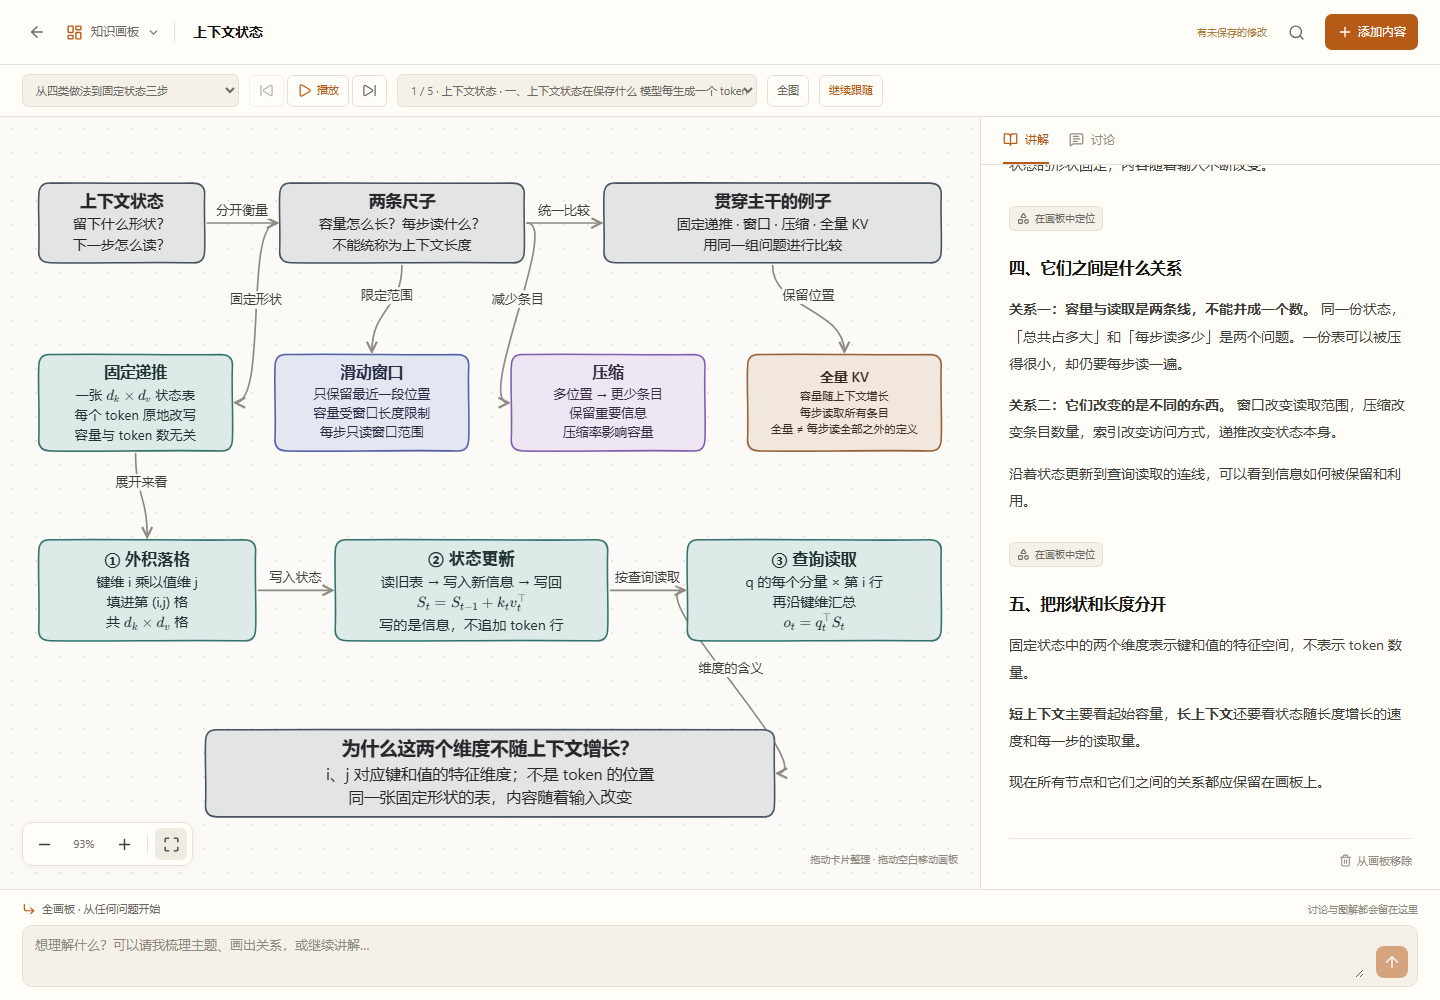 知识画板
上下文状态
有未保存的修改
添加内容
从四类做法到固定状态三步
播放
1 / 5 · 上下文状态 · 一、上下文状态在保存什么 模型每生成一个 token
全图
继续跟随
上下文状态
留下什么形状？
下一步怎么读？
分开衡量
两条尺子
容量怎么长？每步读什么？
不能统称为上下文长度
统一比较
贯穿主干的例子
固定递推 · 窗口 · 压缩 · 全量 KV
用同一组问题进行比较
固定形状
限定范围
减少条目
保留位置
固定递推
一张 dₖ × dᵥ 状态表
每个 token 原地改写
容量与 token 数无关
滑动窗口
只保留最近一段位置
容量受窗口长度限制
每步只读窗口范围
压缩
多位置 → 更少条目
保留重要信息
压缩率影响容量
全量 KV
容量随上下文增长
每步读取所有条目
全量 ≠ 每步读全部之外的定义
展开来看
① 外积落格
键维 i 乘以值维 j
填进第 (i,j) 格
共 dₖ × dᵥ 格
写入状态
② 状态更新
读旧表 → 写入新信息 → 写回
Sₜ = Sₜ₋₁ + kₜvₜ⊤
写的是信息，不追加 token 行
按查询读取
③ 查询读取
q 的每个分量 × 第 i 行
再沿键维汇总
oₜ = qₜ⊤Sₜ
维度的含义
为什么这两个维度不随上下文增长？
i、j 对应键和值的特征维度；不是 token 的位置
同一张固定形状的表，内容随着输入改变
93%
拖动卡片整理 · 拖动空白移动画板
讲解
讨论
状态的形状固定，内容随着输入不断改变。
在画板中定位
四、它们之间是什么关系
关系一：容量与读取是两条线，不能并成一个数。 同一份状态，
「总共占多大」和「每步读多少」是两个问题。一份表可以被压
得很小，却仍要每步读一遍。
关系二：它们改变的是不同的东西。 窗口改变读取范围，压缩改
变条目数量，索引改变访问方式，递推改变状态本身。
沿着状态更新到查询读取的连线，可以看到信息如何被保留和利
用。
在画板中定位
五、把形状和长度分开
固定状态中的两个维度表示键和值的特征空间，不表示 token 数
量。
短上下文主要看起始容量，长上下文还要看状态随长度增长的速
度和每一步的读取量。
现在所有节点和它们之间的关系都应保留在画板上。
从画板移除
全画板 · 从任何问题开始
讨论与图解都会留在这里
想理解什么？可以请我梳理主题、画出关系，或继续讲解...